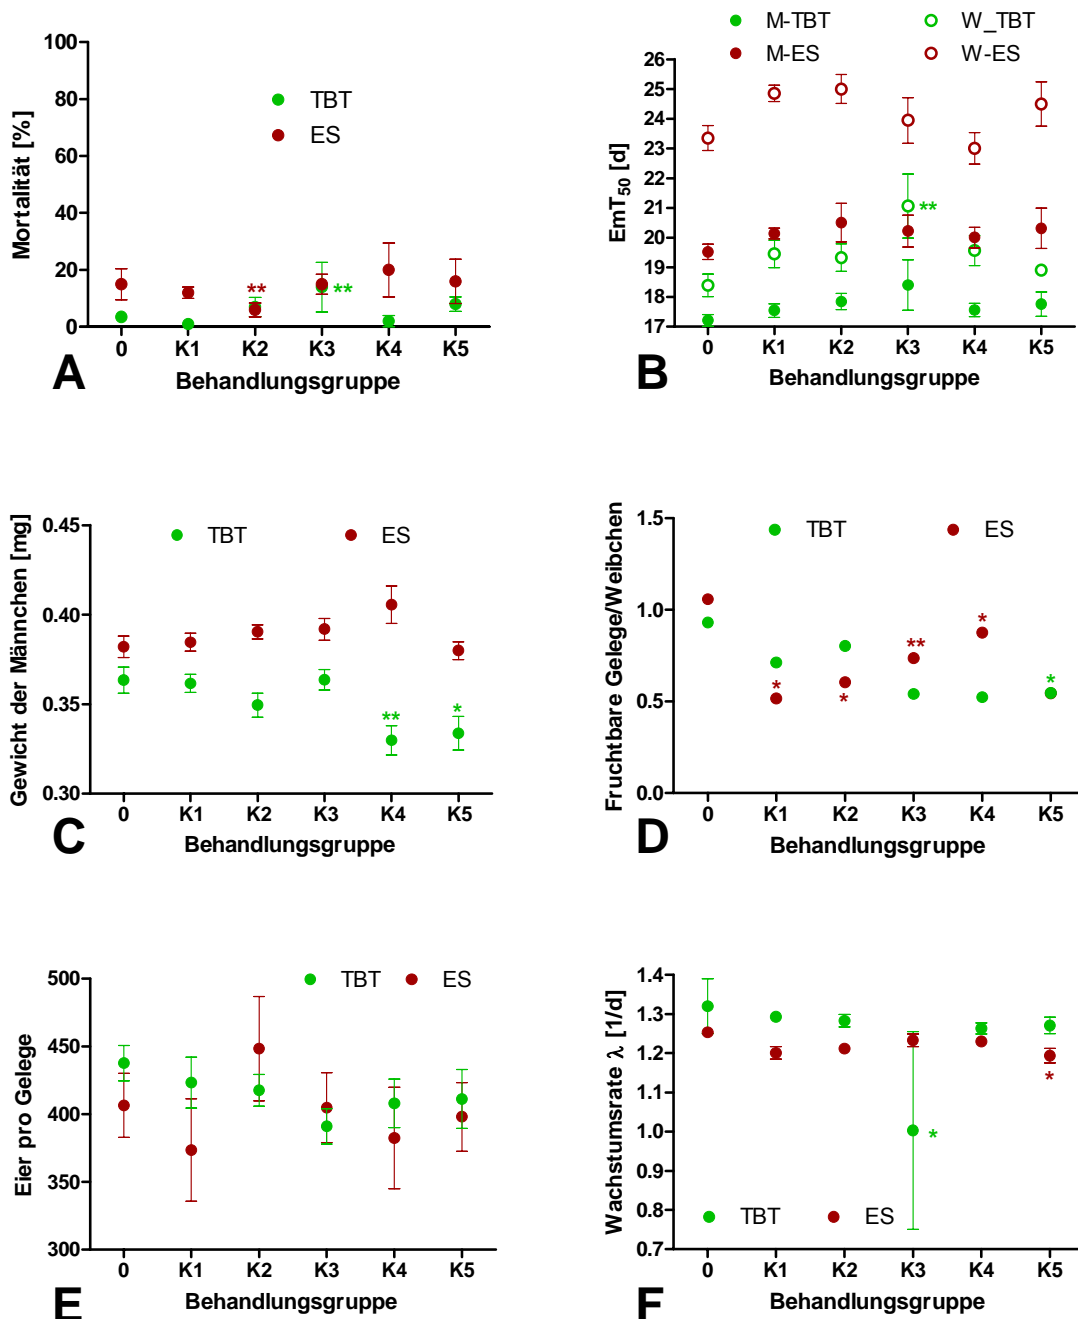 100
80
60
40
20
0
Mortalität [%]
TBT
ES
**
**
0 K1 K2 K3 K4 K5
Behandlungsgruppe
A
M-TBT W_TBT
M-ES W-ES
26
25
24
23
22
21
20
19
18
17
EmT50 [d]
**
0 K1 K2 K3 K4 K5
Behandlungsgruppe
B
0.45
0.40
0.35
0.30
Gewicht der Männchen [mg]
TBT ES
**
*
0 K1 K2 K3 K4 K5
Behandlungsgruppe
C
1.5
1.0
0.5
0.0
Fruchtbare Gelege/Weibchen
TBT ES
*
*
**
*
*
0 K1 K2 K3 K4 K5
Behandlungsgruppe
D
500
450
400
350
300
Eier pro Gelege
TBT ES
0 K1 K2 K3 K4 K5
Behandlungsgruppe
E
1.4
1.3
1.2
1.1
1.0
0.9
0.8
0.7
Wachstumsrate λ [1/d]
*
*
TBT ES
0 K1 K2 K3 K4 K5
Behandlungsgruppe
F